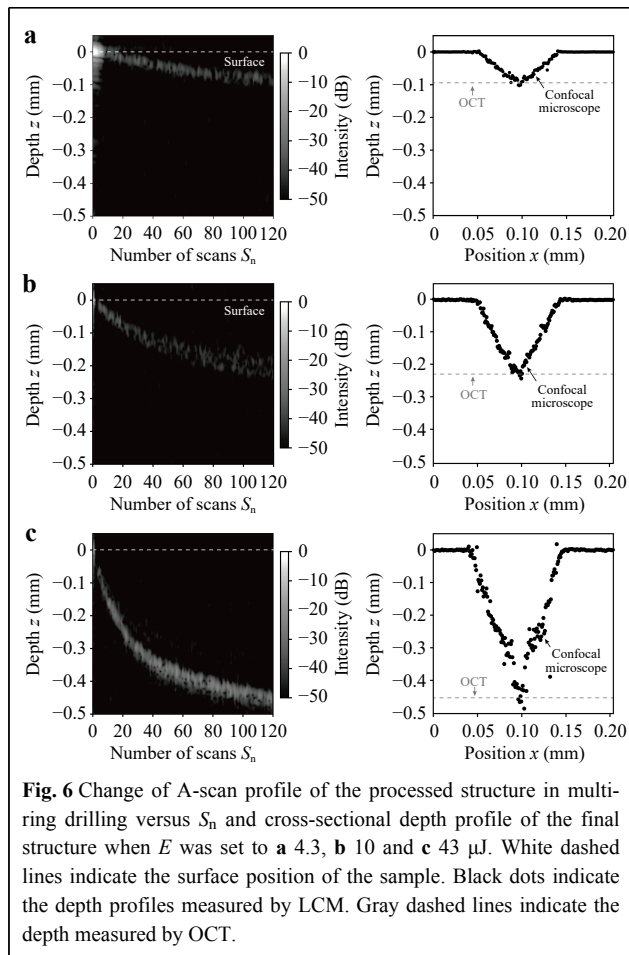 a
0
−0.1
−0.2
−0.3
−0.4
−0.5
Depth z (mm)
Surface
0 20 40 60 80 100 120
Number of scans Sn
0
−10
−20
−30
−40
−50
Intensity (dB)
0
−0.1
−0.2
−0.3
−0.4
−0.5
Depth z (mm)
OCT
Confocal
microscope
0 0.05 0.10 0.15 0.20
Position x (mm)
b
0
−0.1
−0.2
−0.3
−0.4
−0.5
Depth z (mm)
Surface
0 20 40 60 80 100 120
Number of scans Sn
0
−10
−20
−30
−40
−50
Intensity (dB)
0
−0.1
−0.2
−0.3
−0.4
−0.5
Depth z (mm)
OCT
Confocal
microscope
0 0.05 0.10 0.15 0.20
Position x (mm)
c
0
−0.1
−0.2
−0.3
−0.4
−0.5
Depth z (mm)
0 20 40 60 80 100 120
Number of scans Sn
0
−10
−20
−30
−40
−50
Intensity (dB)
0
−0.1
−0.2
−0.3
−0.4
−0.5
Depth z (mm)
OCT
Confocal
microscope
0 0.05 0.10 0.15 0.20
Position x (mm)
Fig. 6 Change of A-scan profile of the processed structure in multi-
ring drilling versus Sn and cross-sectional depth profile of the final
structure when E was set to a 4.3, b 10 and c 43 μJ. White dashed
lines indicate the surface position of the sample. Black dots indicate
the depth profiles measured by LCM. Gray dashed lines indicate the
depth measured by OCT.